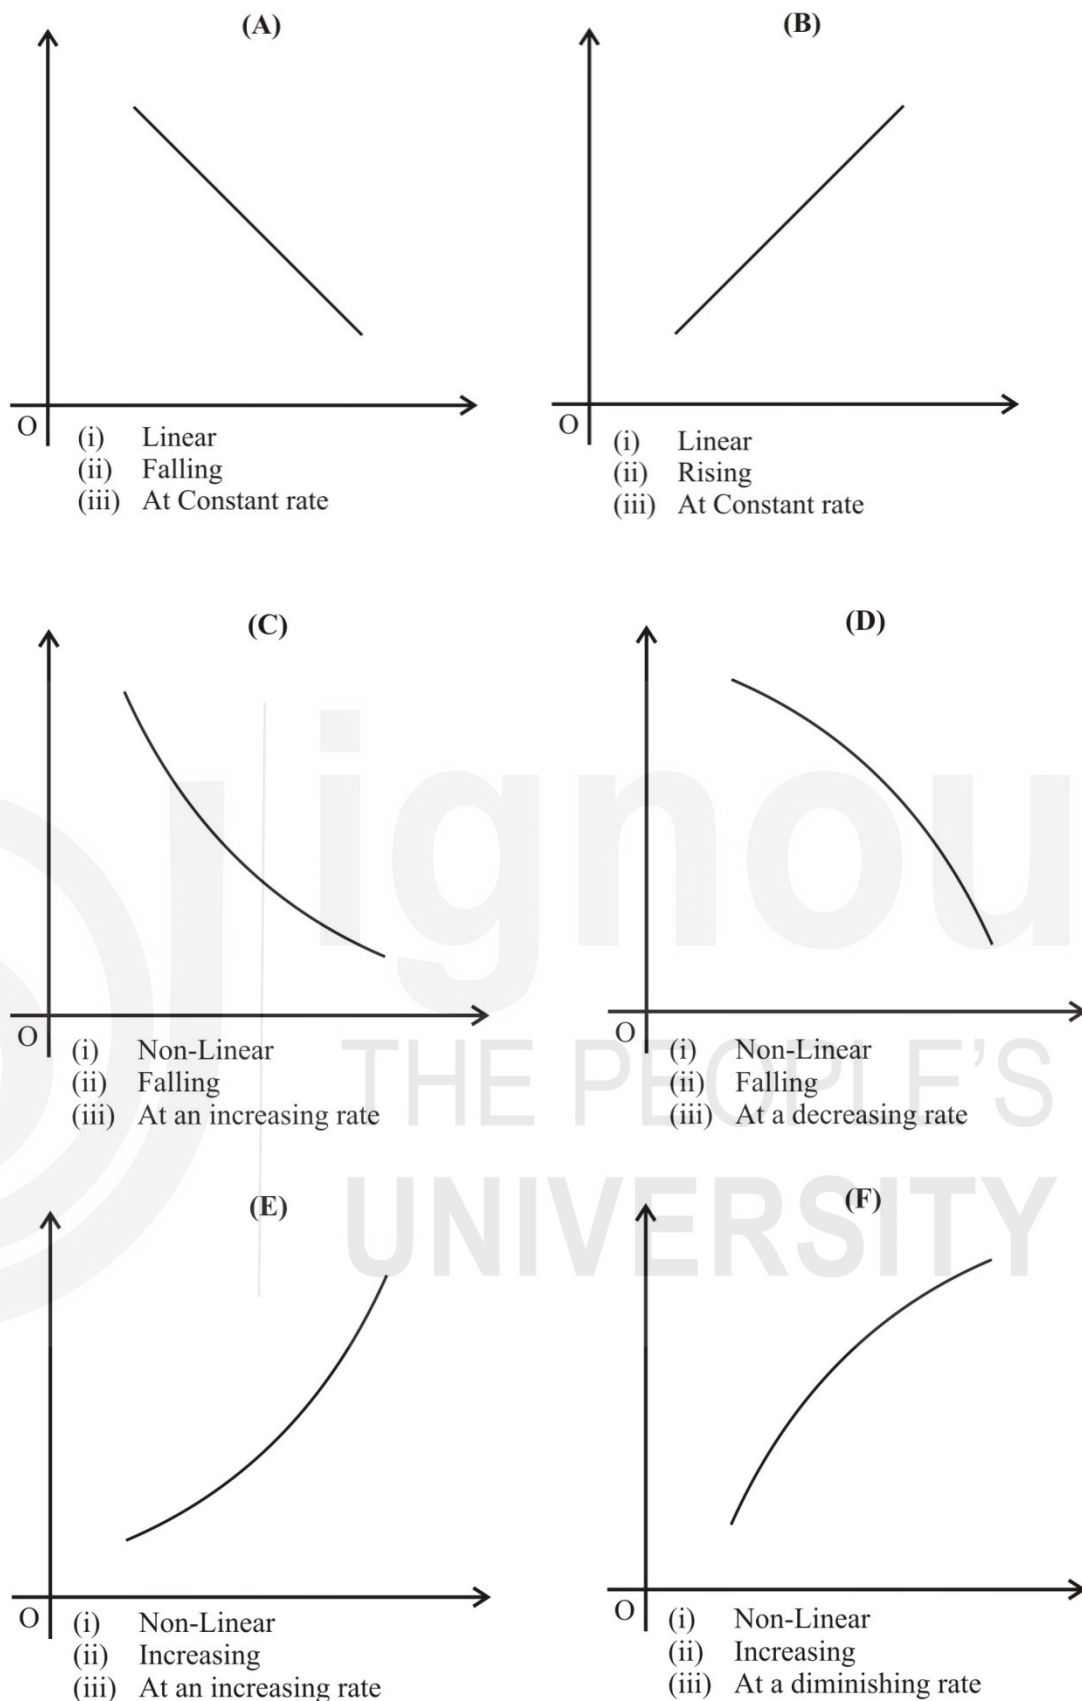 (A)
O
(i) Linear
(ii) Falling
(iii) At Constant rate
(B)
O
(i) Linear
(ii) Rising
(iii) At Constant rate
(C)
O
(i) Non-Linear
(ii) Falling
(iii) At an increasing rate
(D)
O
(i) Non-Linear
(ii) Falling
(iii) At a decreasing rate
(E)
O
(i) Non-Linear
(ii) Increasing
(iii) At an increasing rate
(F)
O
(i) Non-Linear
(ii) Increasing
(iii) At a diminishing rate
ignou
THE PEOPLE'S
UNIVERSITY